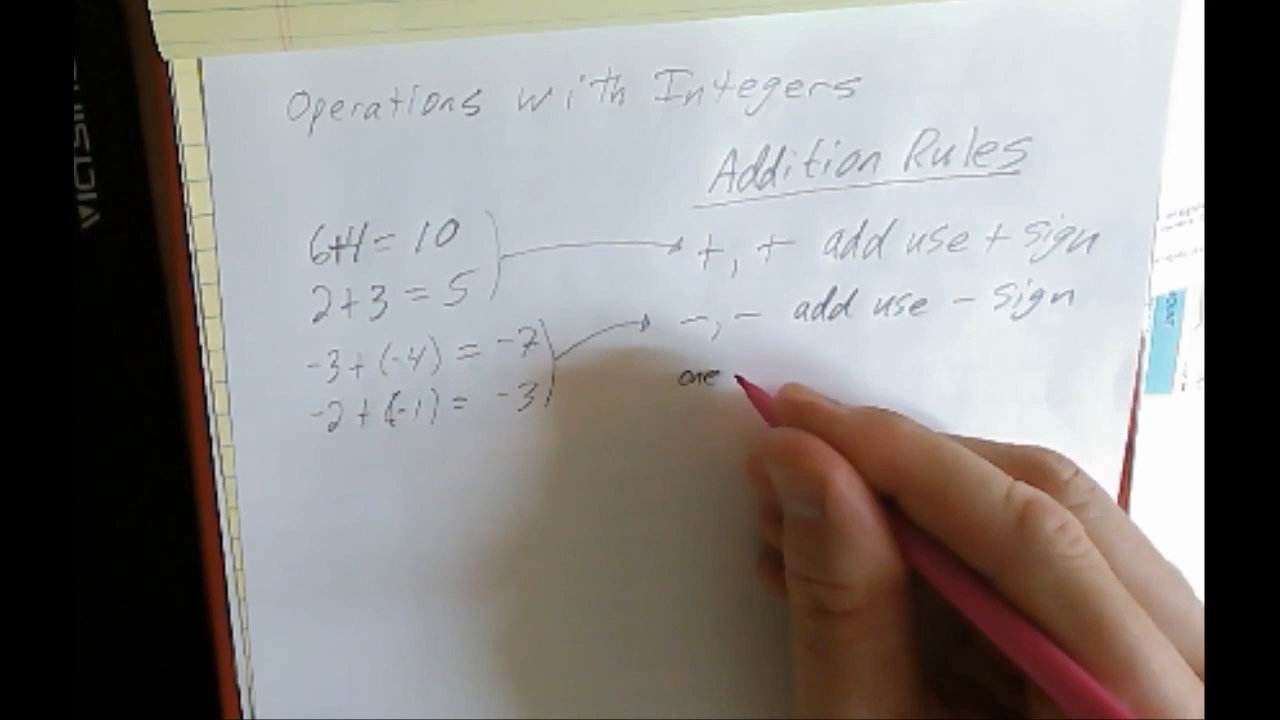 Operations with Integers
Addition Rules
6+4 = 10
2+3 = 5
-3+(-4) = -7
-2+(-1) = -3
+, + add use + sign
-, - add use - sign
one